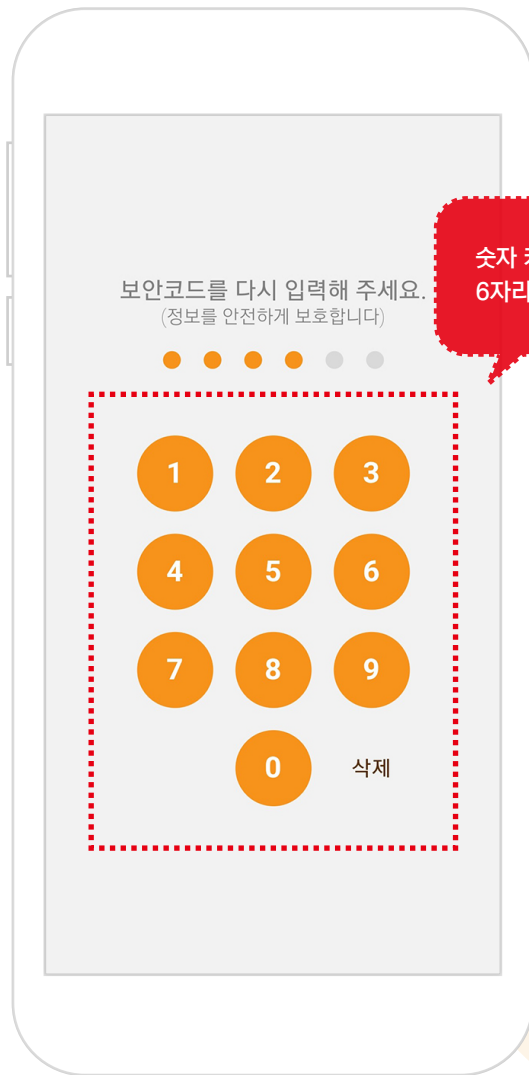 보안코드를 다시 입력해 주세요.
(정보를 안전하게 보호합니다)
숫자
6자리
1 2 3
4 5 6
7 8 9
0 삭제